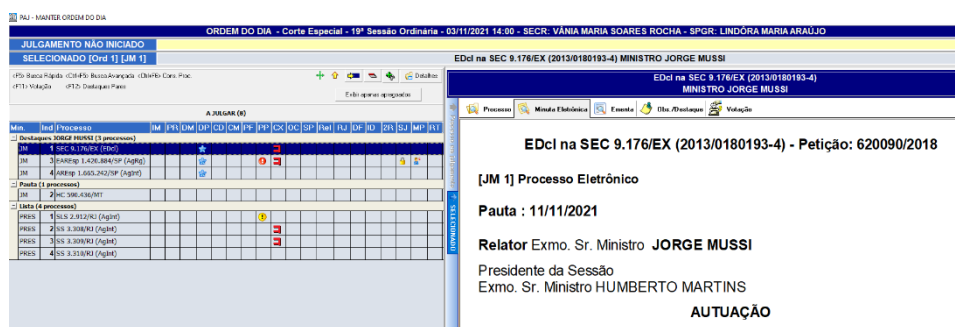 PAJ - MANTER ORDEM DO DIA
ORDEM DO DIA - Corte Especial - 19ª Sessão Ordinária - 03/11/2021 14:00 - SECR: VÂNIA MARIA SOARES ROCHA - SPGR: LINDÔRA MARIA ARAÚJO
JULGAMENTO NÃO INICIADO
SELECIONADO [Ord 1] [JM 1]
EDcl na SEC 9.176/EX (2013/0180193-4) MINISTRO JORGE MUSSI
<F5> Busca Rápida <Ctrl+F5> Busca Avançada <Ctrl+F8> Cons. Proc.
<F11> Votação <F12> Destaques Pares
Detalhes
Exibir apenas apregoados
A JULGAR (8)
Min. Ind Processo IM PR DM DP CD CM PF PP CX OC SP Rel RJ DF ID 2R SJ MP RT
Destaques JORGE MUSSI (3 processos)
JM 1 SEC 9.176/EX (EDcl)
JM 3 EAREsp 1.420.884/SP (AgRg)
JM 4 AREsp 1.665.242/SP (AgInt)
Pauta (1 processos)
JM 2 HC 590.436/MT
Lista (4 processos)
PRES 1 SLS 2.912/RJ (AgInt)
PRES 2 SS 3.308/RJ (AgInt)
PRES 3 SS 3.309/RJ (AgInt)
PRES 4 SS 3.310/RJ (AgInt)
SELECIONADO
EDcl na SEC 9.176/EX (2013/0180193-4)
MINISTRO JORGE MUSSI
Processo Minuta Eletrônica Ementa Obs./Destaque Votação
EDcl na SEC 9.176/EX (2013/0180193-4) - Petição: 620090/2018
[JM 1] Processo Eletrônico
Pauta : 11/11/2021
Relator Exmo. Sr. Ministro JORGE MUSSI
Presidente da Sessão
Exmo. Sr. Ministro HUMBERTO MARTINS
AUTUAÇÃO